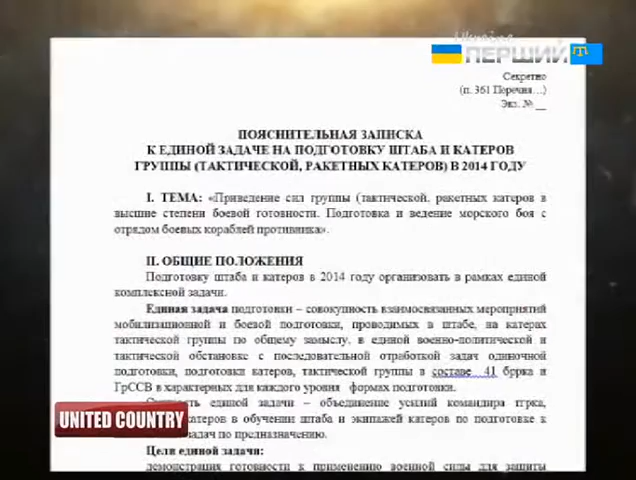 Україна
ПЕРШИЙ
Секретно
(п. 361 Перечня...)
Экз. №__
ПОЯСНИТЕЛЬНАЯ ЗАПИСКА
К ЕДИНОЙ ЗАДАЧЕ НА ПОДГОТОВКУ ШТАБА И КАТЕРОВ
ГРУППЫ (ТАКТИЧЕСКОЙ, РАКЕТНЫХ КАТЕРОВ) В 2014 ГОДУ
I. ТЕМА: «Приведение сил группы (тактической, ракетных катеров в
высшие степени боевой готовности. Подготовка и ведение морского боя с
отрядом боевых кораблей противника».
II. ОБЩИЕ ПОЛОЖЕНИЯ
Подготовку штаба и катеров в 2014 году организовать в рамках единой
комплексной задачи.
Единая задача подготовки – совокупность взаимосвязанных мероприятий
мобилизационной и боевой подготовки, проводимых в штабе, на катерах
тактической группы по общему замыслу, в единой военно-политической и
тактической обстановке с последовательной отработкой задач одиночной
подготовки, подготовки катеров, тактической группы в составе 41 бррка и
ГрССВ в характерных для каждого уровня формах подготовки.
единой задачи – объединение усилий командира тгрка,
катеров в обучении штаба и экипажей катеров по подготовке к
задач по предназначению.
UNITED COUNTRY
Цели единой задачи:
демонстрация готовности к применению военной силы для защиты